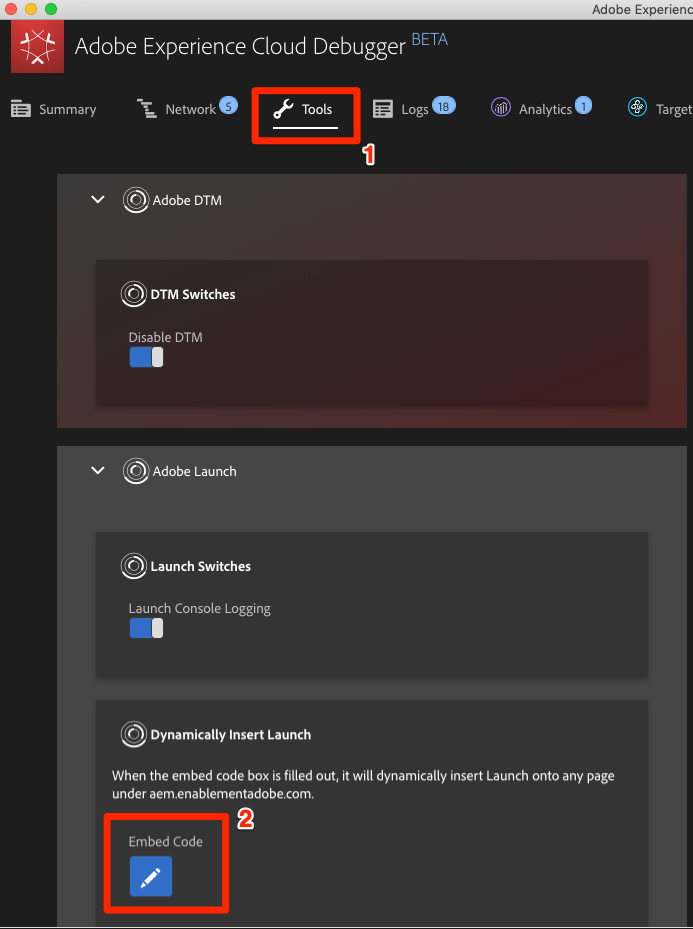 Adobe Experienc
Adobe Experience Cloud Debugger BETA
Summary Network 5 Tools Logs 18 Analytics 1 Target
1
Adobe DTM
DTM Switches
Disable DTM
Adobe Launch
Launch Switches
Launch Console Logging
Dynamically Insert Launch
When the embed code box is filled out, it will dynamically insert Launch onto any page
under aem.enablementadobe.com.
2
Embed Code